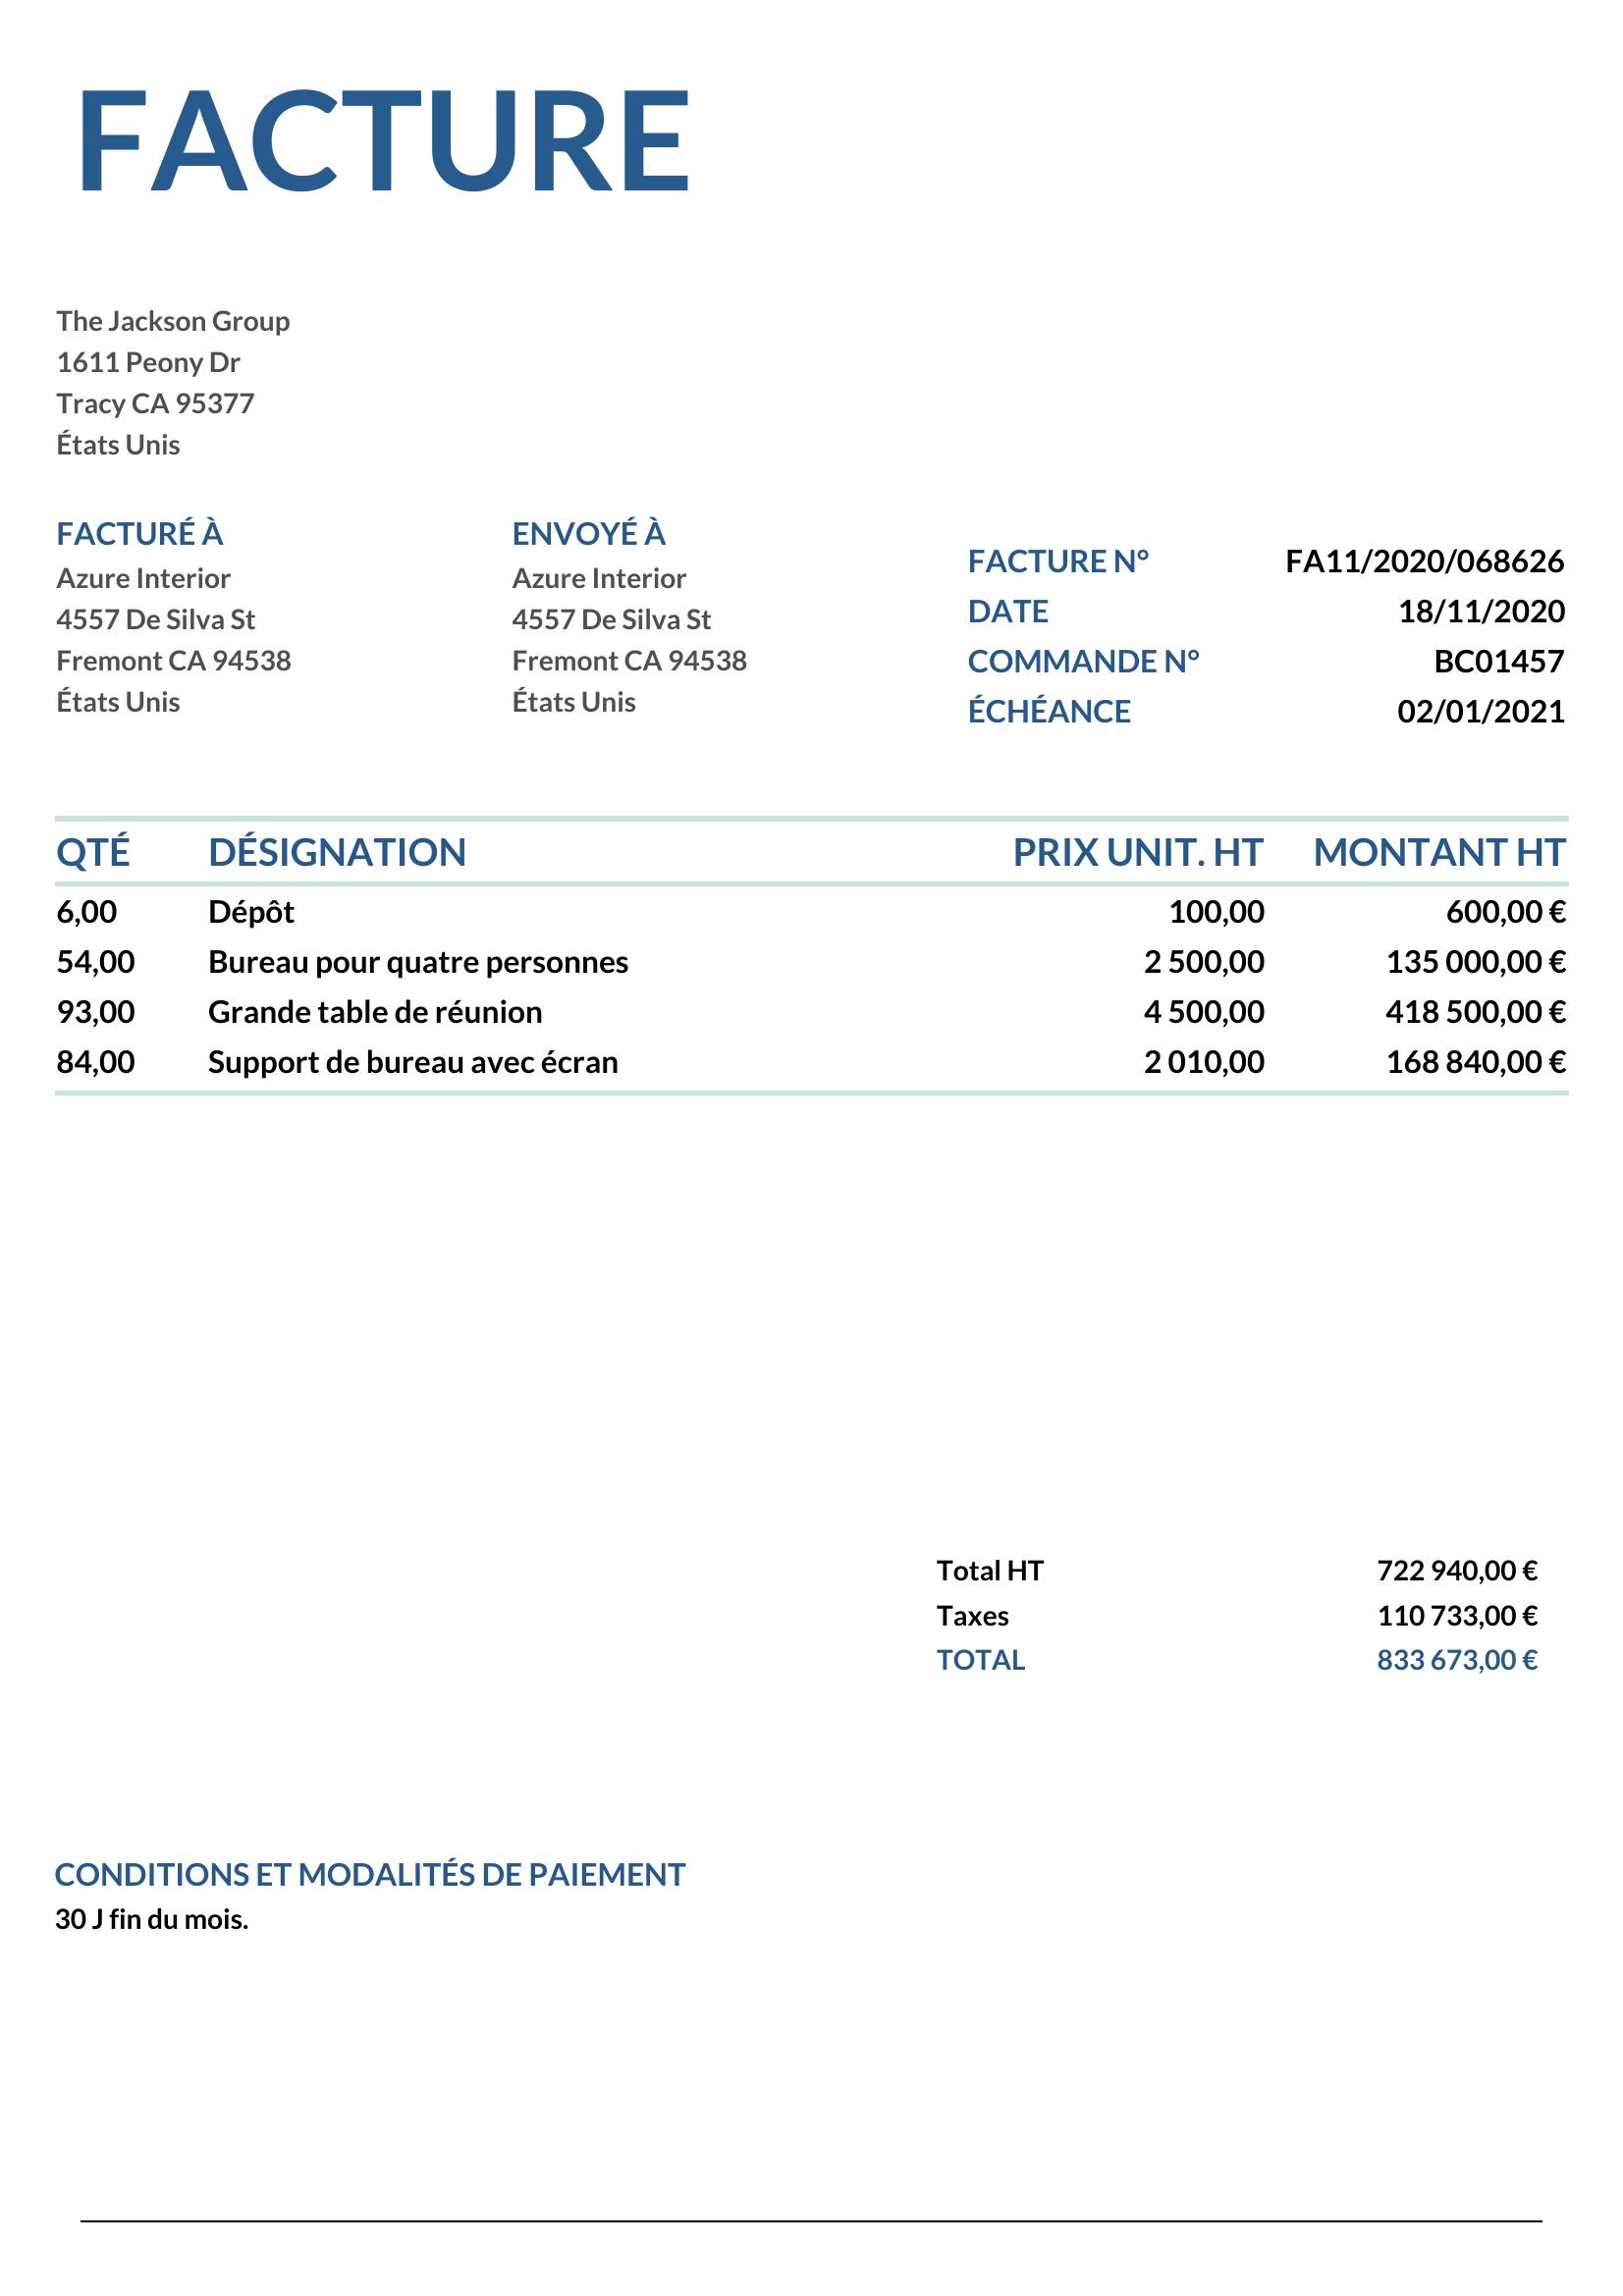 FACTURE
The Jackson Group
1611 Peony Dr
Tracy CA 95377
États Unis
FACTURÉ À
Azure Interior
4557 De Silva St
Fremont CA 94538
États Unis
ENVOYÉ À
Azure Interior
4557 De Silva St
Fremont CA 94538
États Unis
FACTURE N° FA11/2020/068626
DATE 18/11/2020
COMMANDE N° BC01457
ÉCHÉANCE 02/01/2021
QTÉ DÉSIGNATION PRIX UNIT. HT MONTANT HT
6,00 Dépôt 100,00 600,00 €
54,00 Bureau pour quatre personnes 2 500,00 135 000,00 €
93,00 Grande table de réunion 4 500,00 418 500,00 €
84,00 Support de bureau avec écran 2 010,00 168 840,00 €
Total HT 722 940,00 €
Taxes 110 733,00 €
TOTAL 833 673,00 €
CONDITIONS ET MODALITÉS DE PAIEMENT
30 J fin du mois.